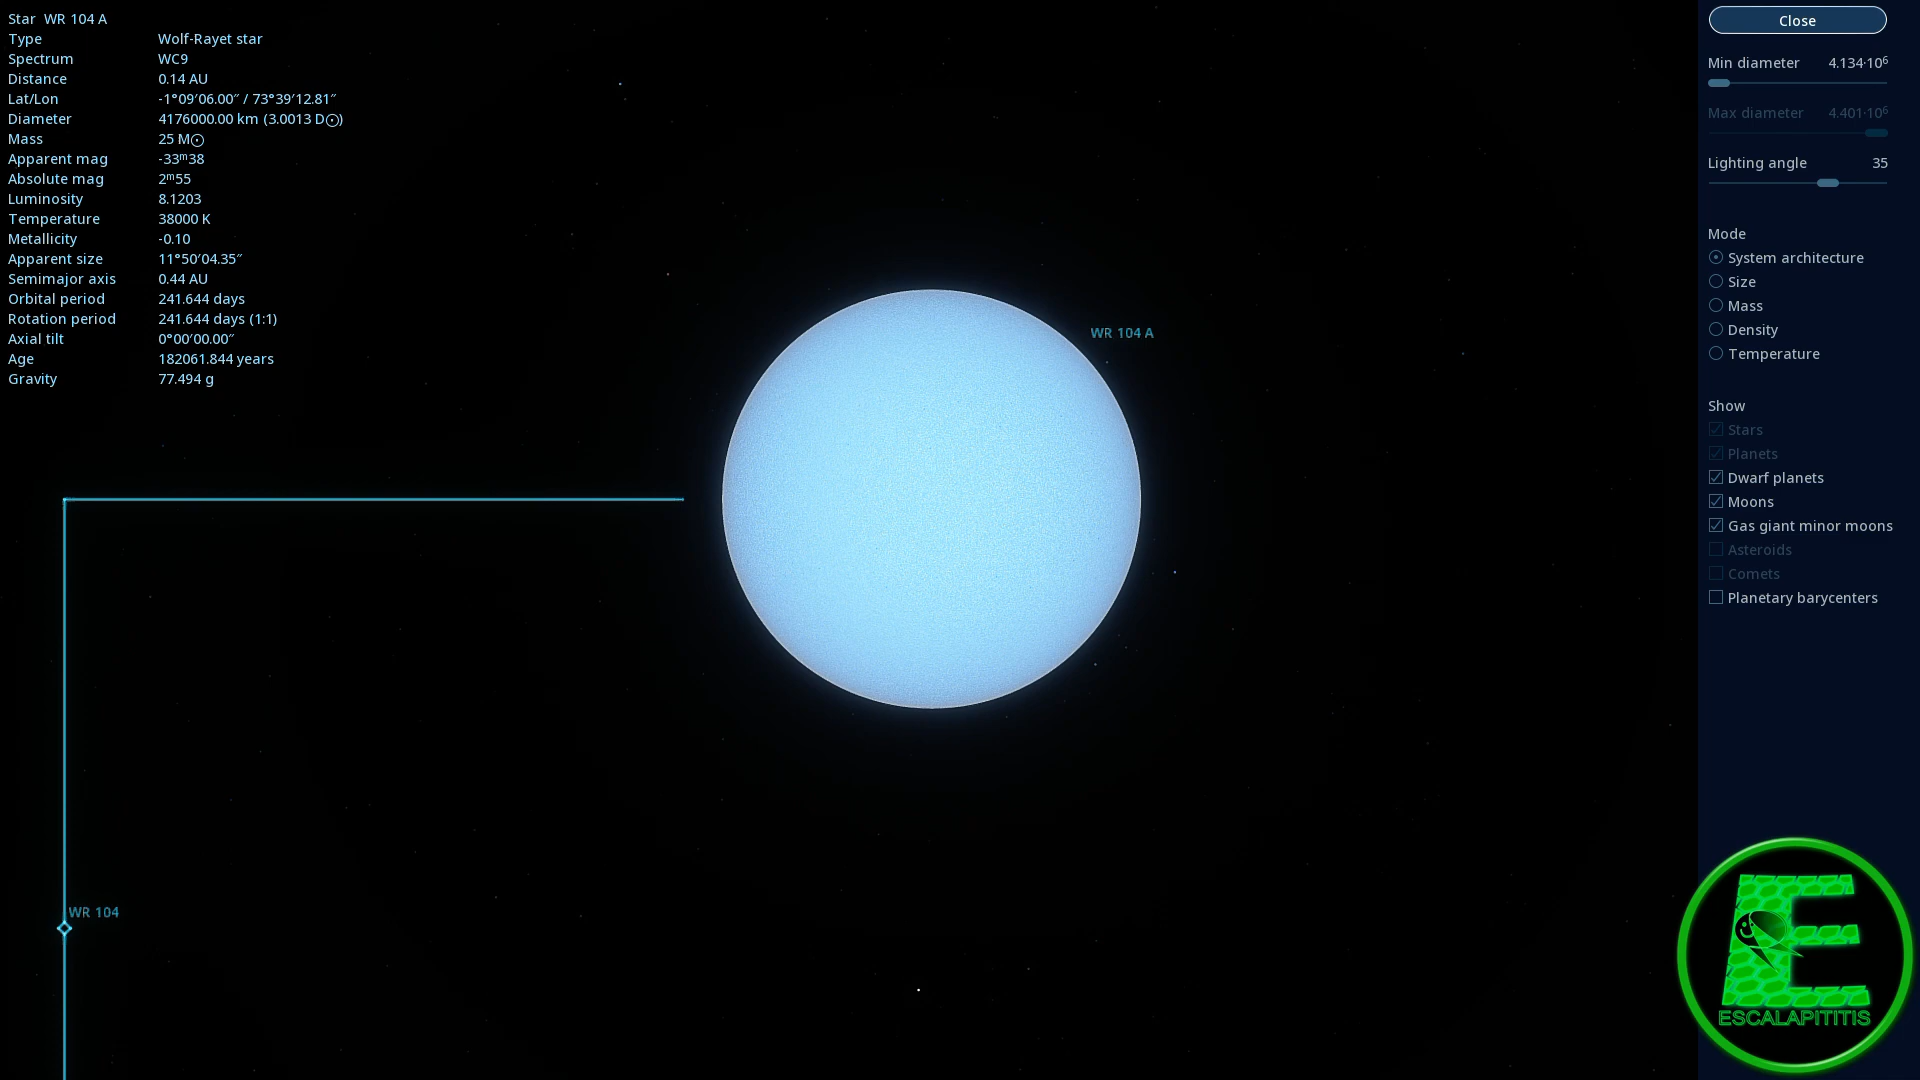 Star WR 104 A
Type Wolf-Rayet star
Spectrum WC9
Distance 0.14 AU
Lat/Lon -1°09′06.00″ / 73°39′12.81″
Diameter 4176000.00 km (3.0013 D☉)
Mass 25 M☉
Apparent mag -33ᵐ38
Absolute mag 2ᵐ55
Luminosity 8.1203
Temperature 38000 K
Metallicity -0.10
Apparent size 11°50′04.35″
Semimajor axis 0.44 AU
Orbital period 241.644 days
Rotation period 241.644 days (1:1)
Axial tilt 0°00′00.00″
Age 182061.844 years
Gravity 77.494 g
WR 104 A
WR 104
Close
Min diameter 4.134·10⁶
Max diameter 4.401·10⁶
Lighting angle 35
Mode
System architecture
Size
Mass
Density
Temperature
Show
Stars
Planets
Dwarf planets
Moons
Gas giant minor moons
Asteroids
Comets
Planetary barycenters
E
ESCALAPITITIS